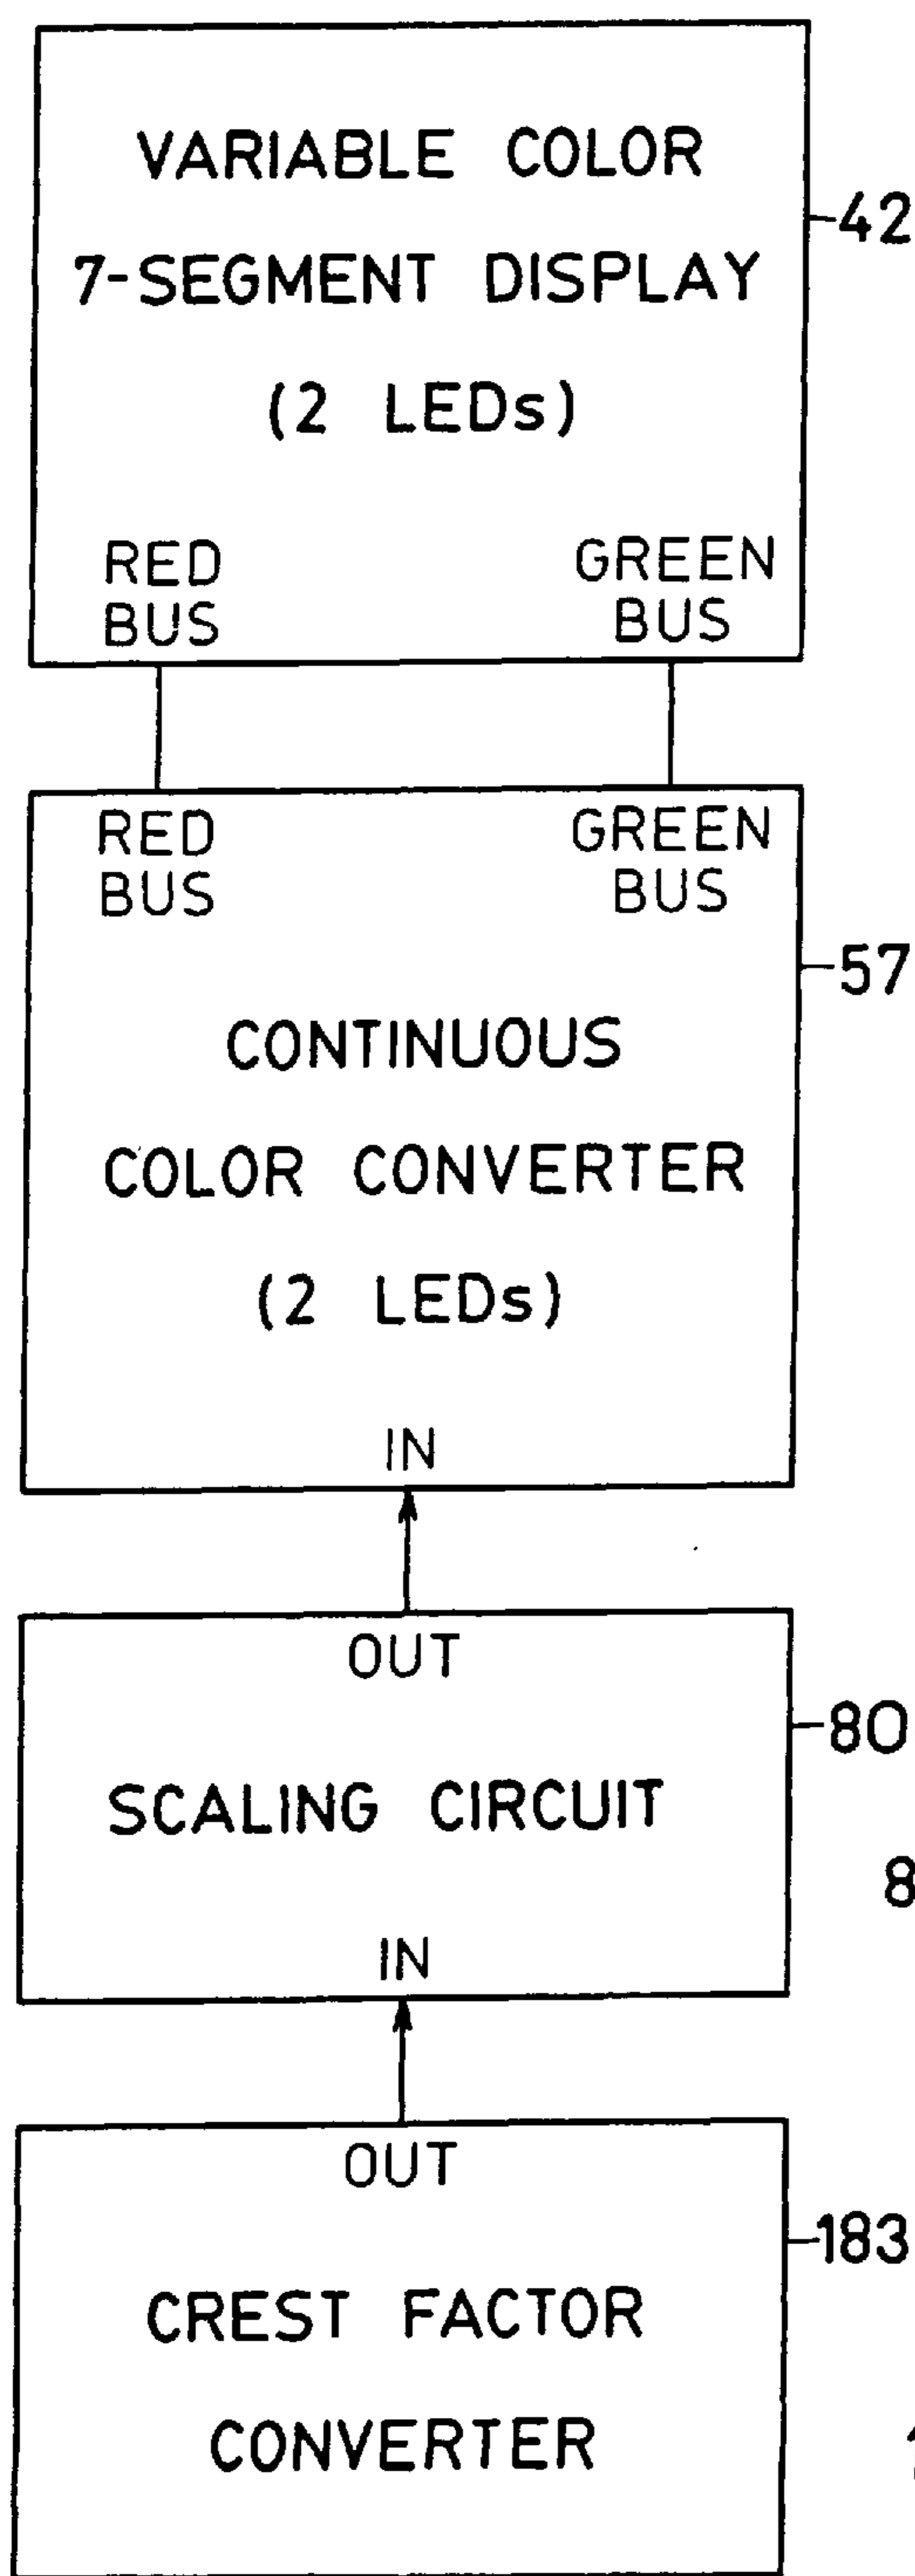 VARIABLE COLOR
7-SEGMENT DISPLAY
(2 LEDs)
42
RED GREEN
BUS BUS
RED GREEN
BUS BUS
57
CONTINUOUS
COLOR CONVERTER
(2 LEDs)
IN
OUT
80
SCALING CIRCUIT
8
IN
OUT
183
CREST FACTOR
CONVERTER